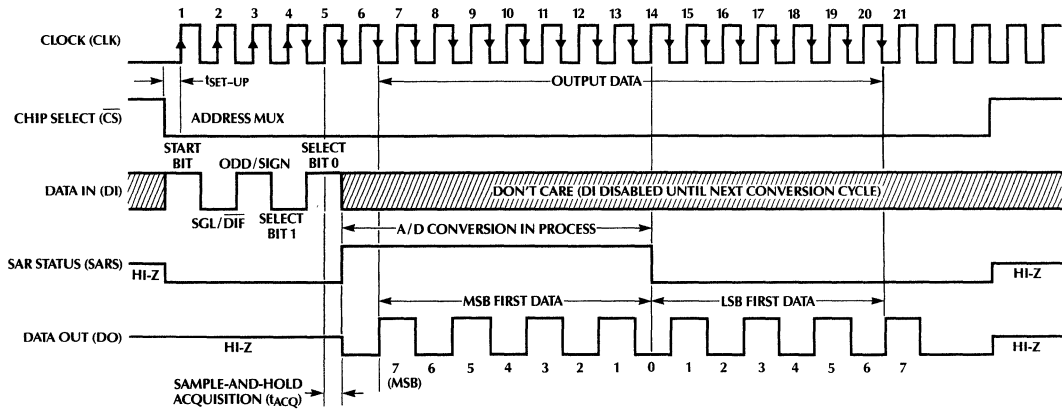 1 2 3 4 5 6 7 8 9 10 11 12 13 14 15 16 17 18 19 20 21
CLOCK (CLK)
tSET-UP
OUTPUT DATA
CHIP SELECT (CS)
ADDRESS MUX
START
BIT
ODD/SIGN
SELECT
BIT 0
DATA IN (DI)
DON'T CARE (DI DISABLED UNTIL NEXT CONVERSION CYCLE)
SGL/DIF
SELECT
BIT 1
A/D CONVERSION IN PROCESS
SAR STATUS (SARS)
HI-Z
HI-Z
MSB FIRST DATA
LSB FIRST DATA
DATA OUT (DO)
HI-Z
HI-Z
7 6 5 4 3 2 1 0 1 2 3 4 5 6 7
(MSB)
SAMPLE-AND-HOLD
ACQUISITION (tACQ)